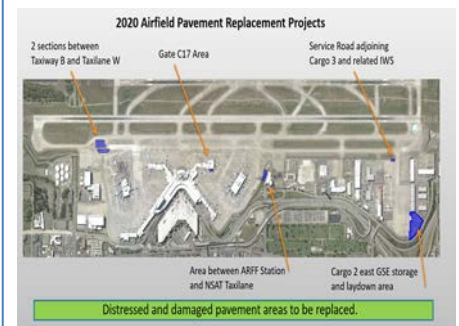 2020 Airfield Pavement Replacement Projects
2 sections between
Taxiway B and Taxilane W
Gate C17 Area
Service Road adjoining
Cargo 3 and related IWS
Area between ARFF Station
and NSAT Taxilane
Cargo 2 east GSE storage
and laydown area
Distressed and damaged pavement areas to be replaced.